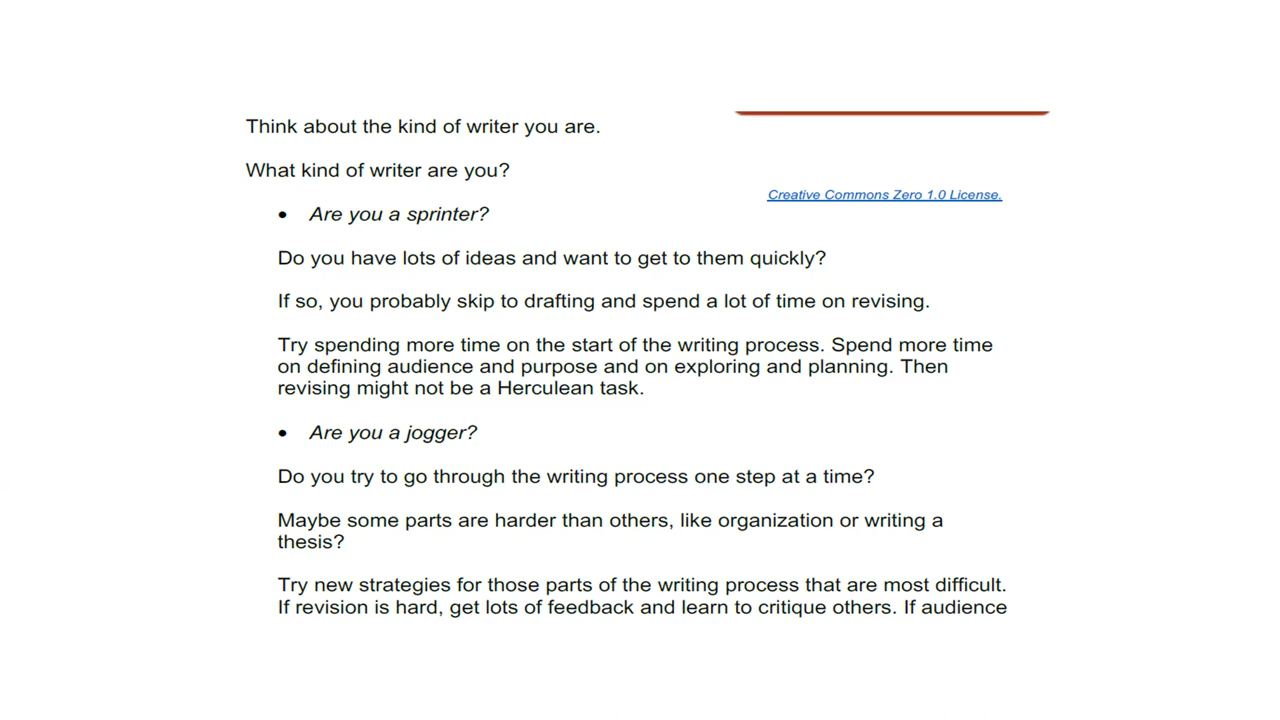 Think about the kind of writer you are.
What kind of writer are you?
Creative Commons Zero 1.0 License.
• Are you a sprinter?
Do you have lots of ideas and want to get to them quickly?
If so, you probably skip to drafting and spend a lot of time on revising.
Try spending more time on the start of the writing process. Spend more time
on defining audience and purpose and on exploring and planning. Then
revising might not be a Herculean task.
• Are you a jogger?
Do you try to go through the writing process one step at a time?
Maybe some parts are harder than others, like organization or writing a
thesis?
Try new strategies for those parts of the writing process that are most difficult.
If revision is hard, get lots of feedback and learn to critique others. If audience